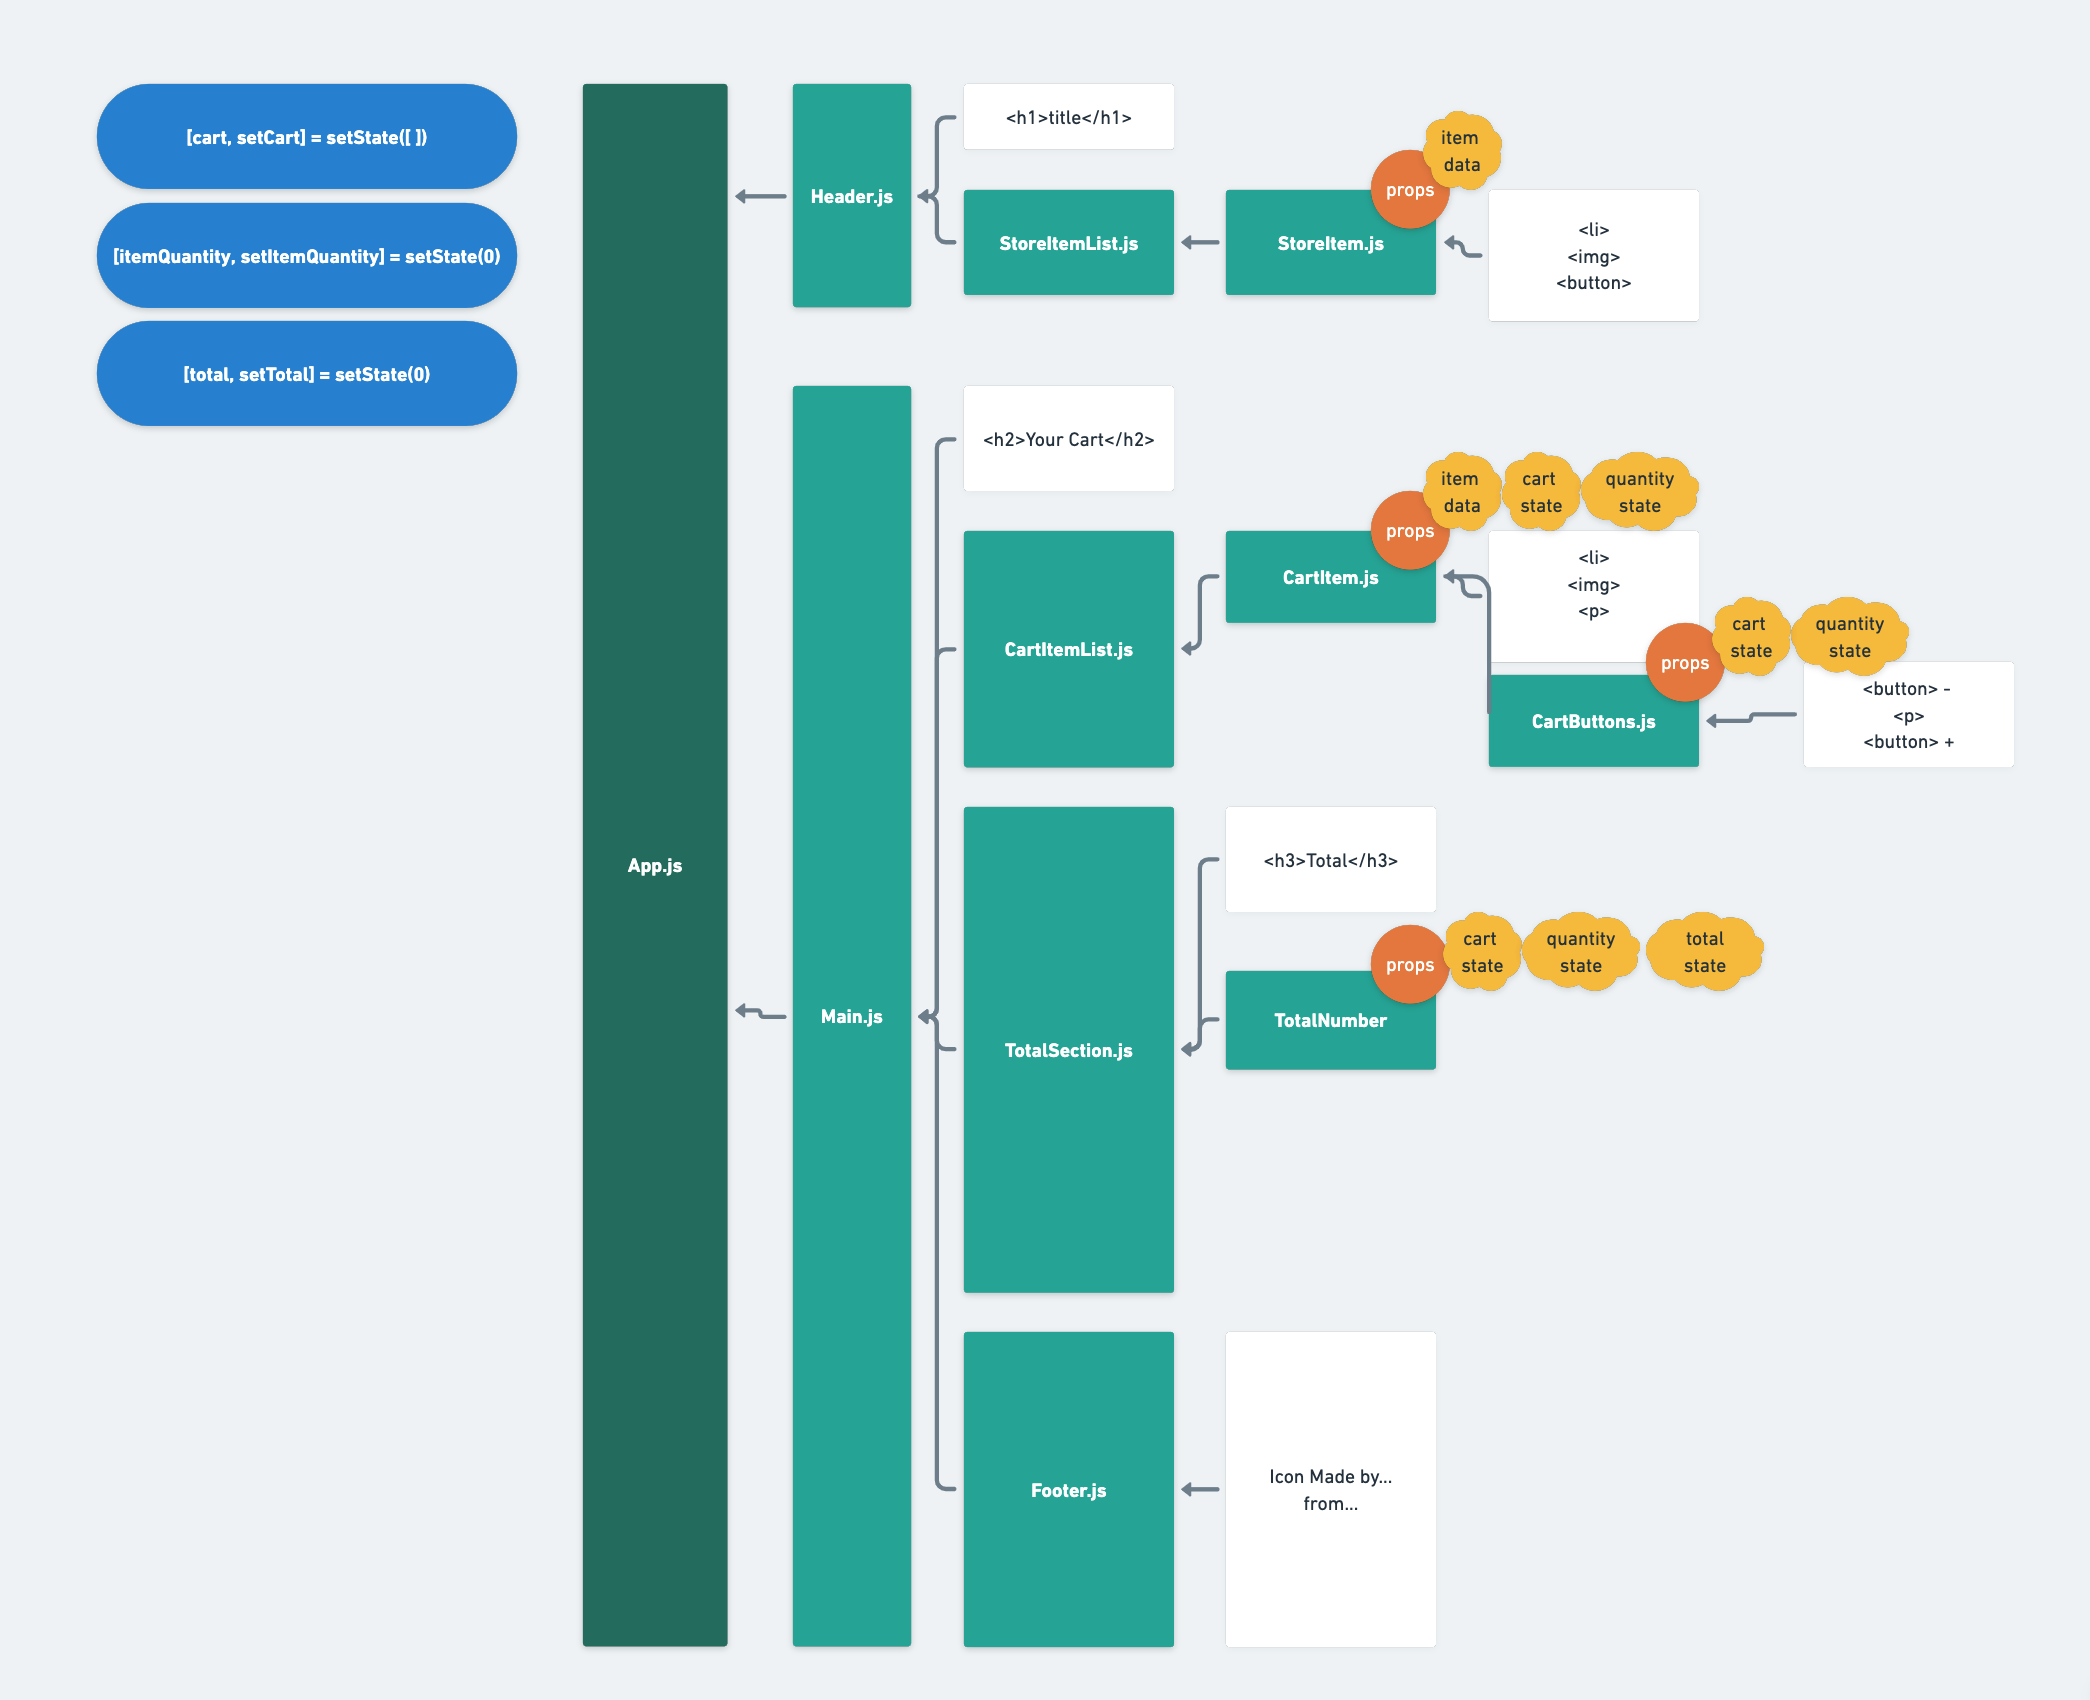 [cart, setCart] = setState([ ])
[itemQuantity, setItemQuantity] = setState(0)
[total, setTotal] = setState(0)
App.js
Header.js
<h1>title</h1>
StoreItemList.js
StoreItem.js
props
item
data
<li>
<img>
<button>
Main.js
<h2>Your Cart</h2>
CartItemList.js
CartItem.js
props
item
data
cart
state
quantity
state
<li>
<img>
<p>
CartButtons.js
props
cart
state
quantity
state
<button> -
<p>
<button> +
TotalSection.js
<h3>Total</h3>
TotalNumber
props
cart
state
quantity
state
total
state
Footer.js
Icon Made by...
from...